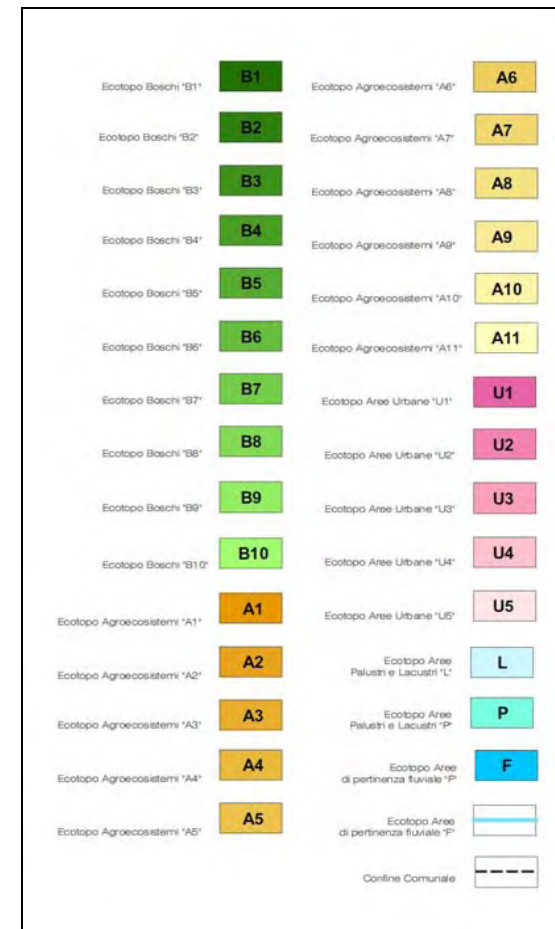 Ecotopo Boschi "B1" B1
Ecotopo Boschi "B2" B2
Ecotopo Boschi "B3" B3
Ecotopo Boschi "B4" B4
Ecotopo Boschi "B5" B5
Ecotopo Boschi "B6" B6
Ecotopo Boschi "B7" B7
Ecotopo Boschi "B8" B8
Ecotopo Boschi "B9" B9
Ecotopo Boschi "B10" B10
Ecotopo Agroecosistemi "A1" A1
Ecotopo Agroecosistemi "A2" A2
Ecotopo Agroecosistemi "A3" A3
Ecotopo Agroecosistemi "A4" A4
Ecotopo Agroecosistemi "A5" A5
Ecotopo Agroecosistemi "A6" A6
Ecotopo Agroecosistemi "A7" A7
Ecotopo Agroecosistemi "A8" A8
Ecotopo Agroecosistemi "A9" A9
Ecotopo Agroecosistemi "A10" A10
Ecotopo Agroecosistemi "A11" A11
Ecotopo Aree Urbane "U1" U1
Ecotopo Aree Urbane "U2" U2
Ecotopo Aree Urbane "U3" U3
Ecotopo Aree Urbane "U4" U4
Ecotopo Aree Urbane "U5" U5
Ecotopo Aree
Palustri e Lacustri "L" L
Ecotopo Aree
Palustri e Lacustri "P" P
Ecotopo Aree
di pertinenza fluviale "F" F
Ecotopo Aree
di pertinenza fluviale "F"
Confine Comunale